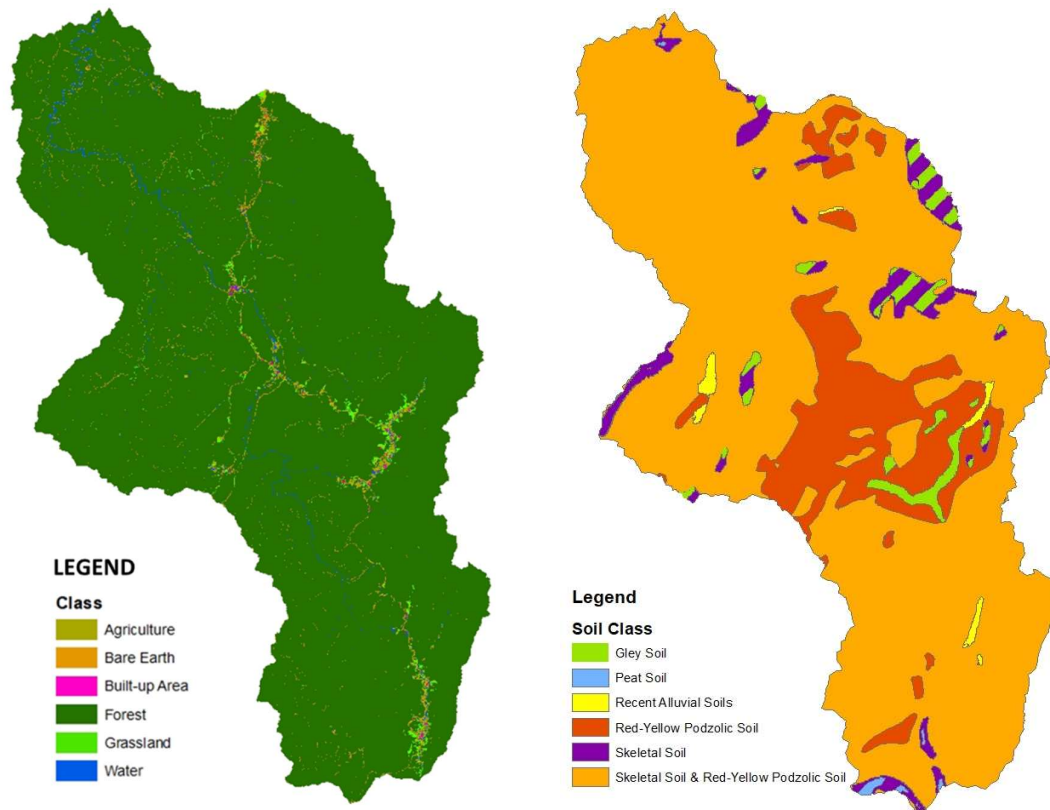 LEGEND
Class
Agriculture
Bare Earth
Built-up Area
Forest
Grassland
Water
Legend
Soil Class
Gley Soil
Peat Soil
Recent Alluvial Soils
Red-Yellow Podzolic Soil
Skeletal Soil
Skeletal Soil & Red-Yellow Podzolic Soil